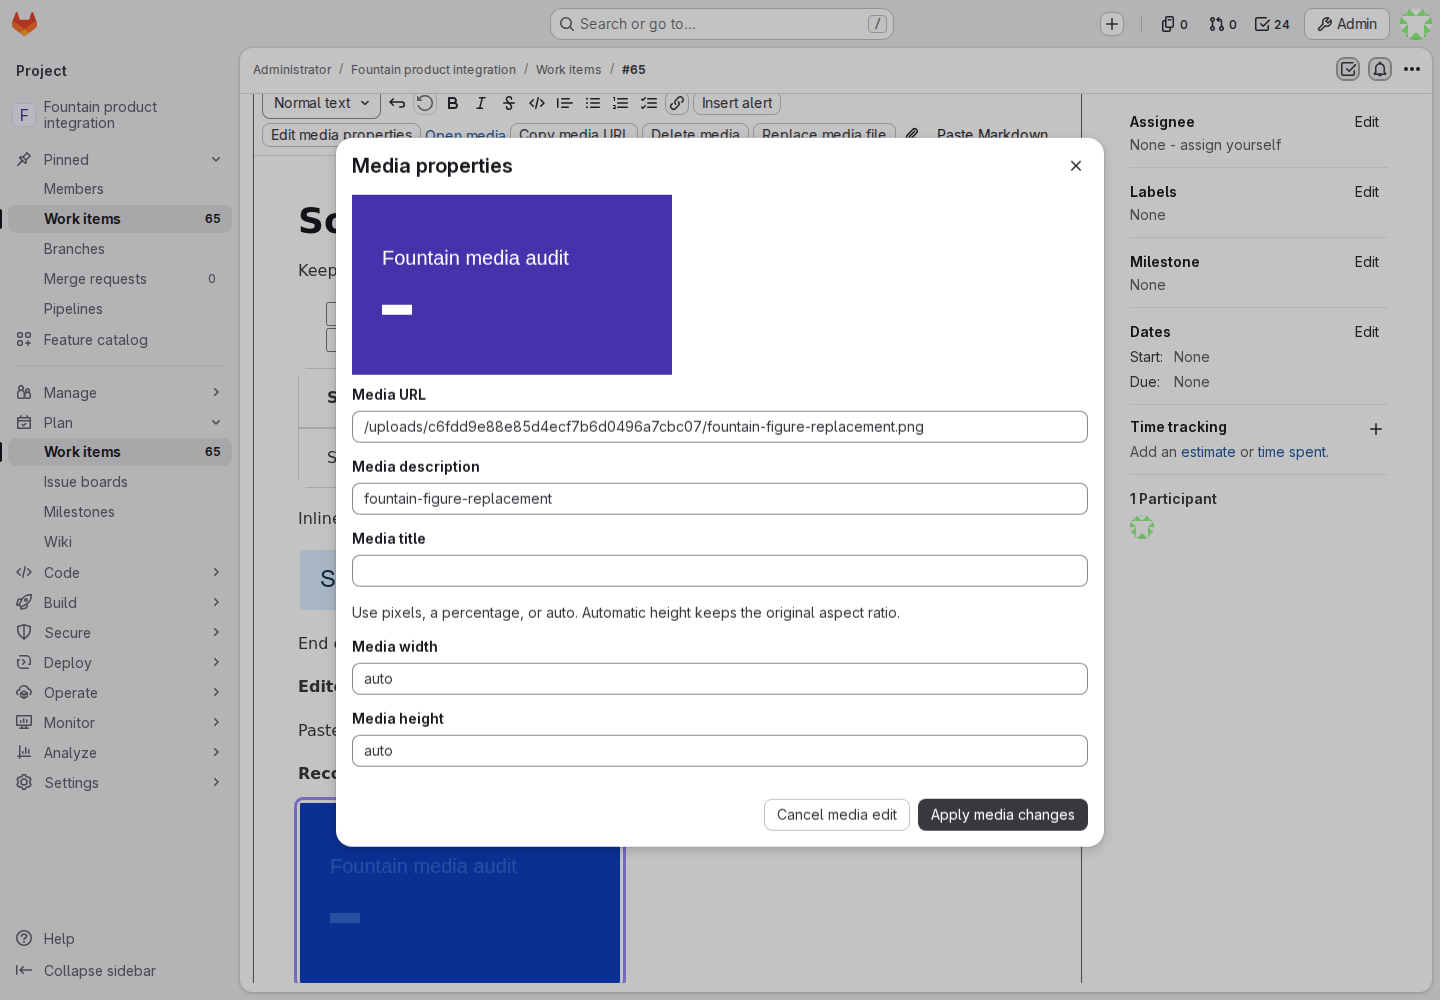 Search or go to...
/
0
0
24
Admin
Project
F
Fountain product integration
Pinned
Members
Work items
65
Branches
Merge requests
0
Pipelines
Feature catalog
Manage
Plan
Work items
65
Issue boards
Milestones
Wiki
Code
Build
Secure
Deploy
Operate
Monitor
Analyze
Settings
Help
Collapse sidebar
Administrator / Fountain product integration / Work items / #65
Normal text
Insert alert
Edit media properties Open media Copy media URL Delete media Replace media file Paste Markdown
Keep
Inline
End
Paste
Media properties
Fountain media audit
Media URL
/uploads/c6fdd9e88e85d4ecf7b6d0496a7cbc07/fountain-figure-replacement.png
Media description
fountain-figure-replacement
Media title
Use pixels, a percentage, or auto. Automatic height keeps the original aspect ratio.
Media width
auto
Media height
auto
Cancel media edit
Apply media changes
Fountain media audit
Assignee
Edit
None - assign yourself
Labels
Edit
None
Milestone
Edit
None
Dates
Edit
Start: None
Due: None
Time tracking
Add an estimate or time spent.
1 Participant